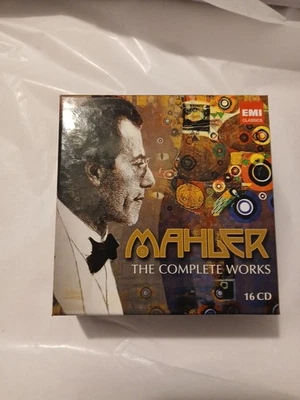 EMI
CLASSICS
MAHLER
THE COMPLETE WORKS
16 CD